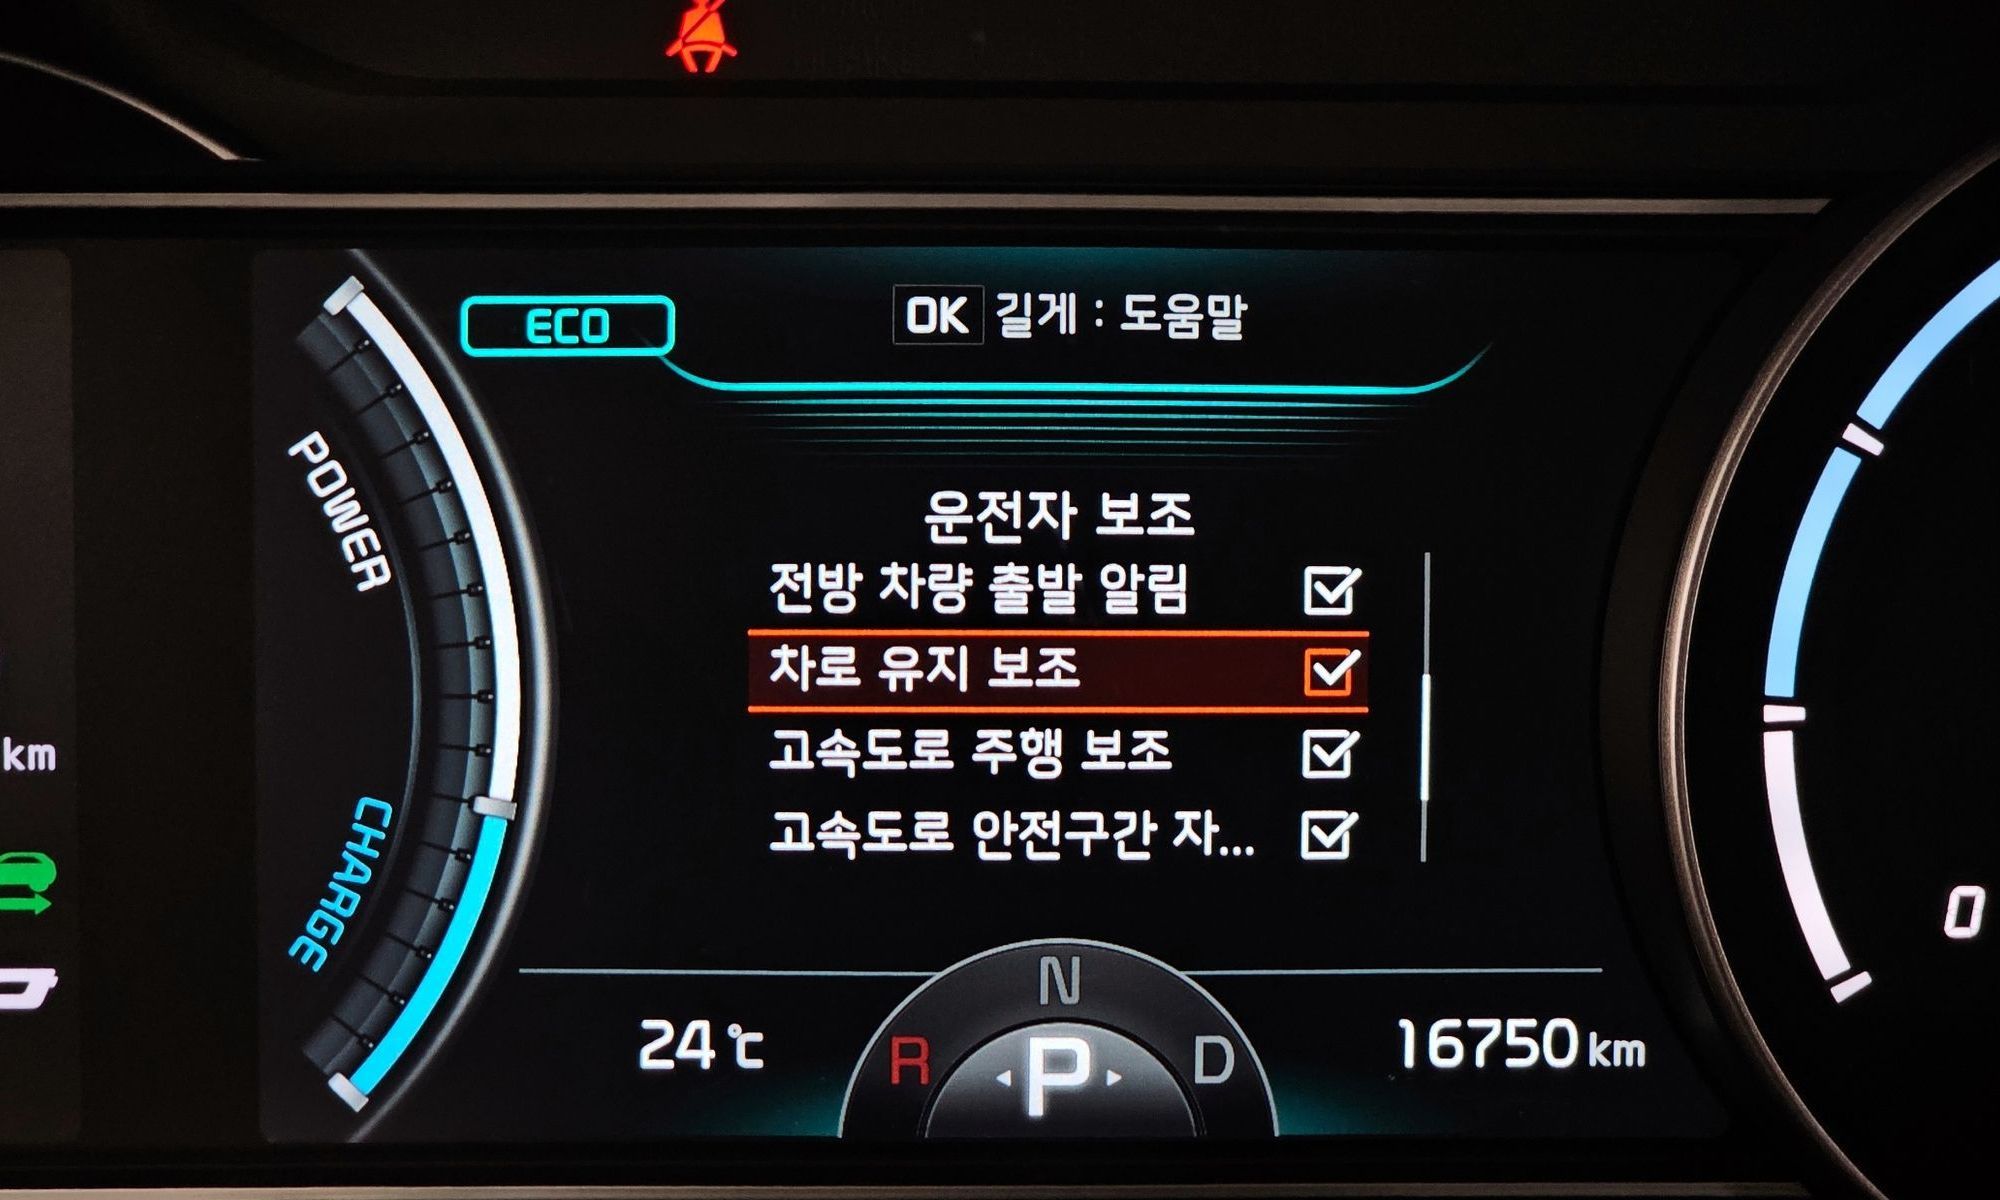 ECO
OK 길게 : 도움말
POWER
운전자 보조
전방 차량 출발 알림
차로 유지 보조
km
고속도로 주행 보조
고속도로 안전구간 자...
CHARGE
0
N
24 ℃
R
P
D
16750 km